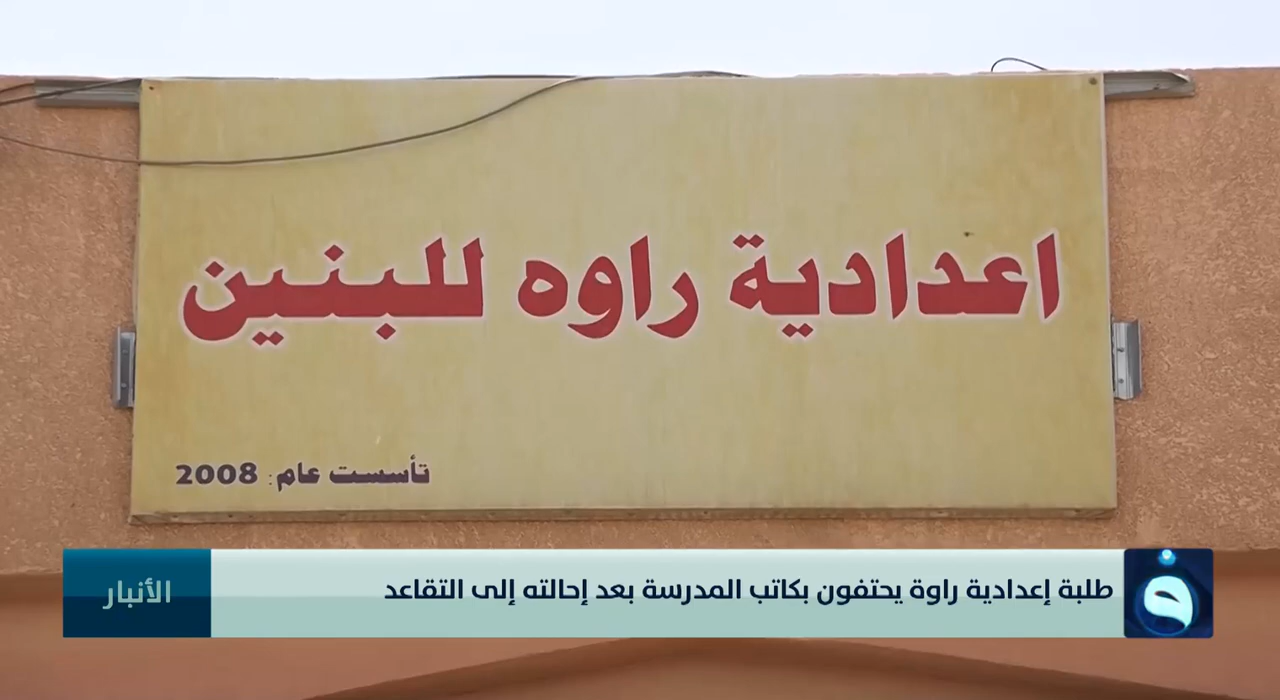 اعدادية راوه للبنين
تأسست عام: 2008
طلبة إعدادية راوة يحتفون بكاتب المدرسة بعد إحالته إلى التقاعد
الأنبار